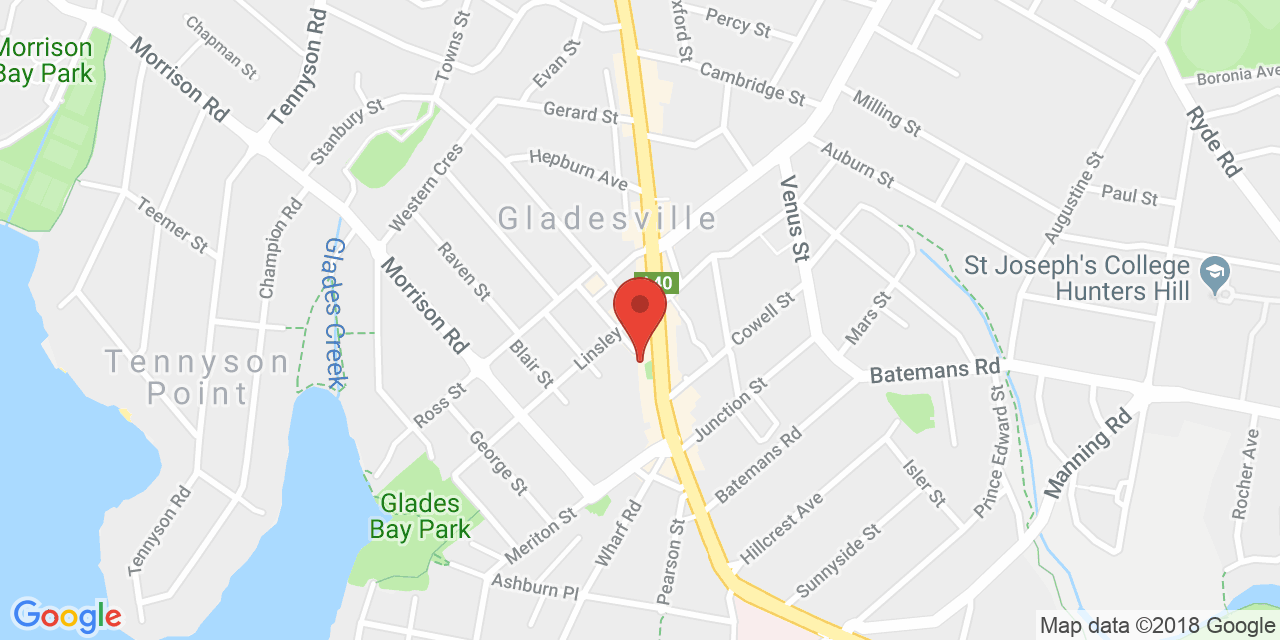 Percy St
Oxford St
Towns St
Tennyson Rd
Chapman St
Morrison
Bay Park
Morrison Rd
Evan St
Cambridge St
Boronia Ave
Milling St
Gerard St
Stanbury St
Ryde Rd
Hepburn Ave
Auburn St
Western Cres
Paul St
Augustine St
Venus St
Teemer St
Gladesville
Champion Rd
Glades Creek
Raven St
St Joseph's College
Hunters Hill
A40
Morrison Rd
Cowell St
Mars St
Linsley
Blair St
Tennyson
Point
Batemans Rd
Ross St
Junction St
Prince Edward St
Manning Rd
George St
Batemans Rd
Rocher Ave
Isler St
Glades
Bay Park
Tennyson Rd
Meriton St
Wharf Rd
Pearson St
Hillcrest Ave
Sunnyside St
Ashburn Pl
Google
Map data ©2018 Google